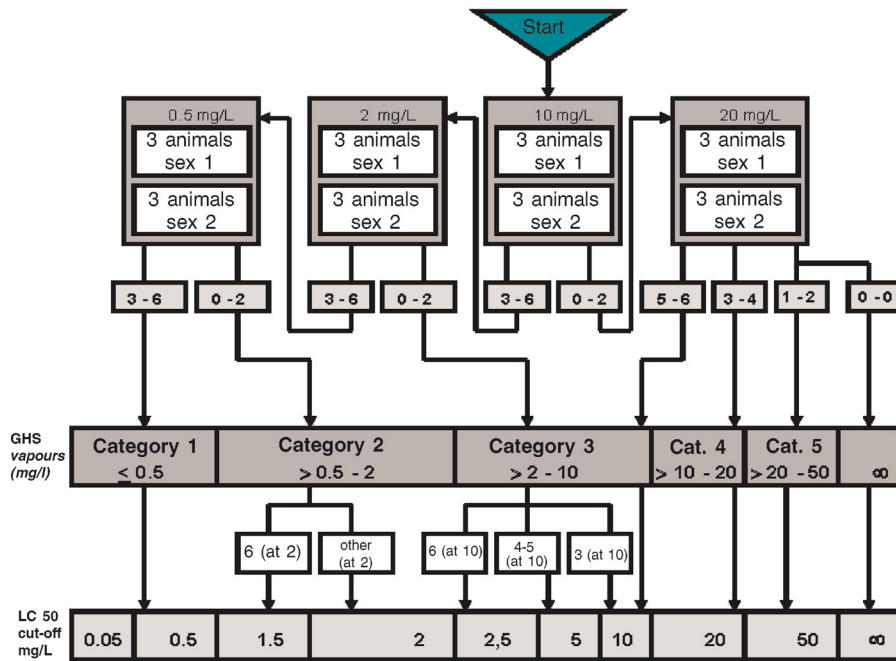 Start
0.5 mg/L
2 mg/L
10 mg/L
20 mg/L
3 animals
sex 1
3 animals
sex 1
3 animals
sex 1
3 animals
sex 1
3 animals
sex 2
3 animals
sex 2
3 animals
sex 2
3 animals
sex 2
3 - 6
0 - 2
3 - 6
0 - 2
3 - 6
0 - 2
5 - 6
3 - 4
1 - 2
0 - 0
GHS
vapours
(mg/l)
Category 1
≤ 0.5
Category 2
> 0.5 - 2
Category 3
> 2 - 10
Cat. 4
> 10 - 20
Cat. 5
> 20 - 50
∞
6 (at 2)
other
(at 2)
6 (at 10)
4-5
(at 10)
3 (at 10)
LC 50
cut-off
mg/L
0.05
0.5
1.5
2
2,5
5
10
20
50
∞